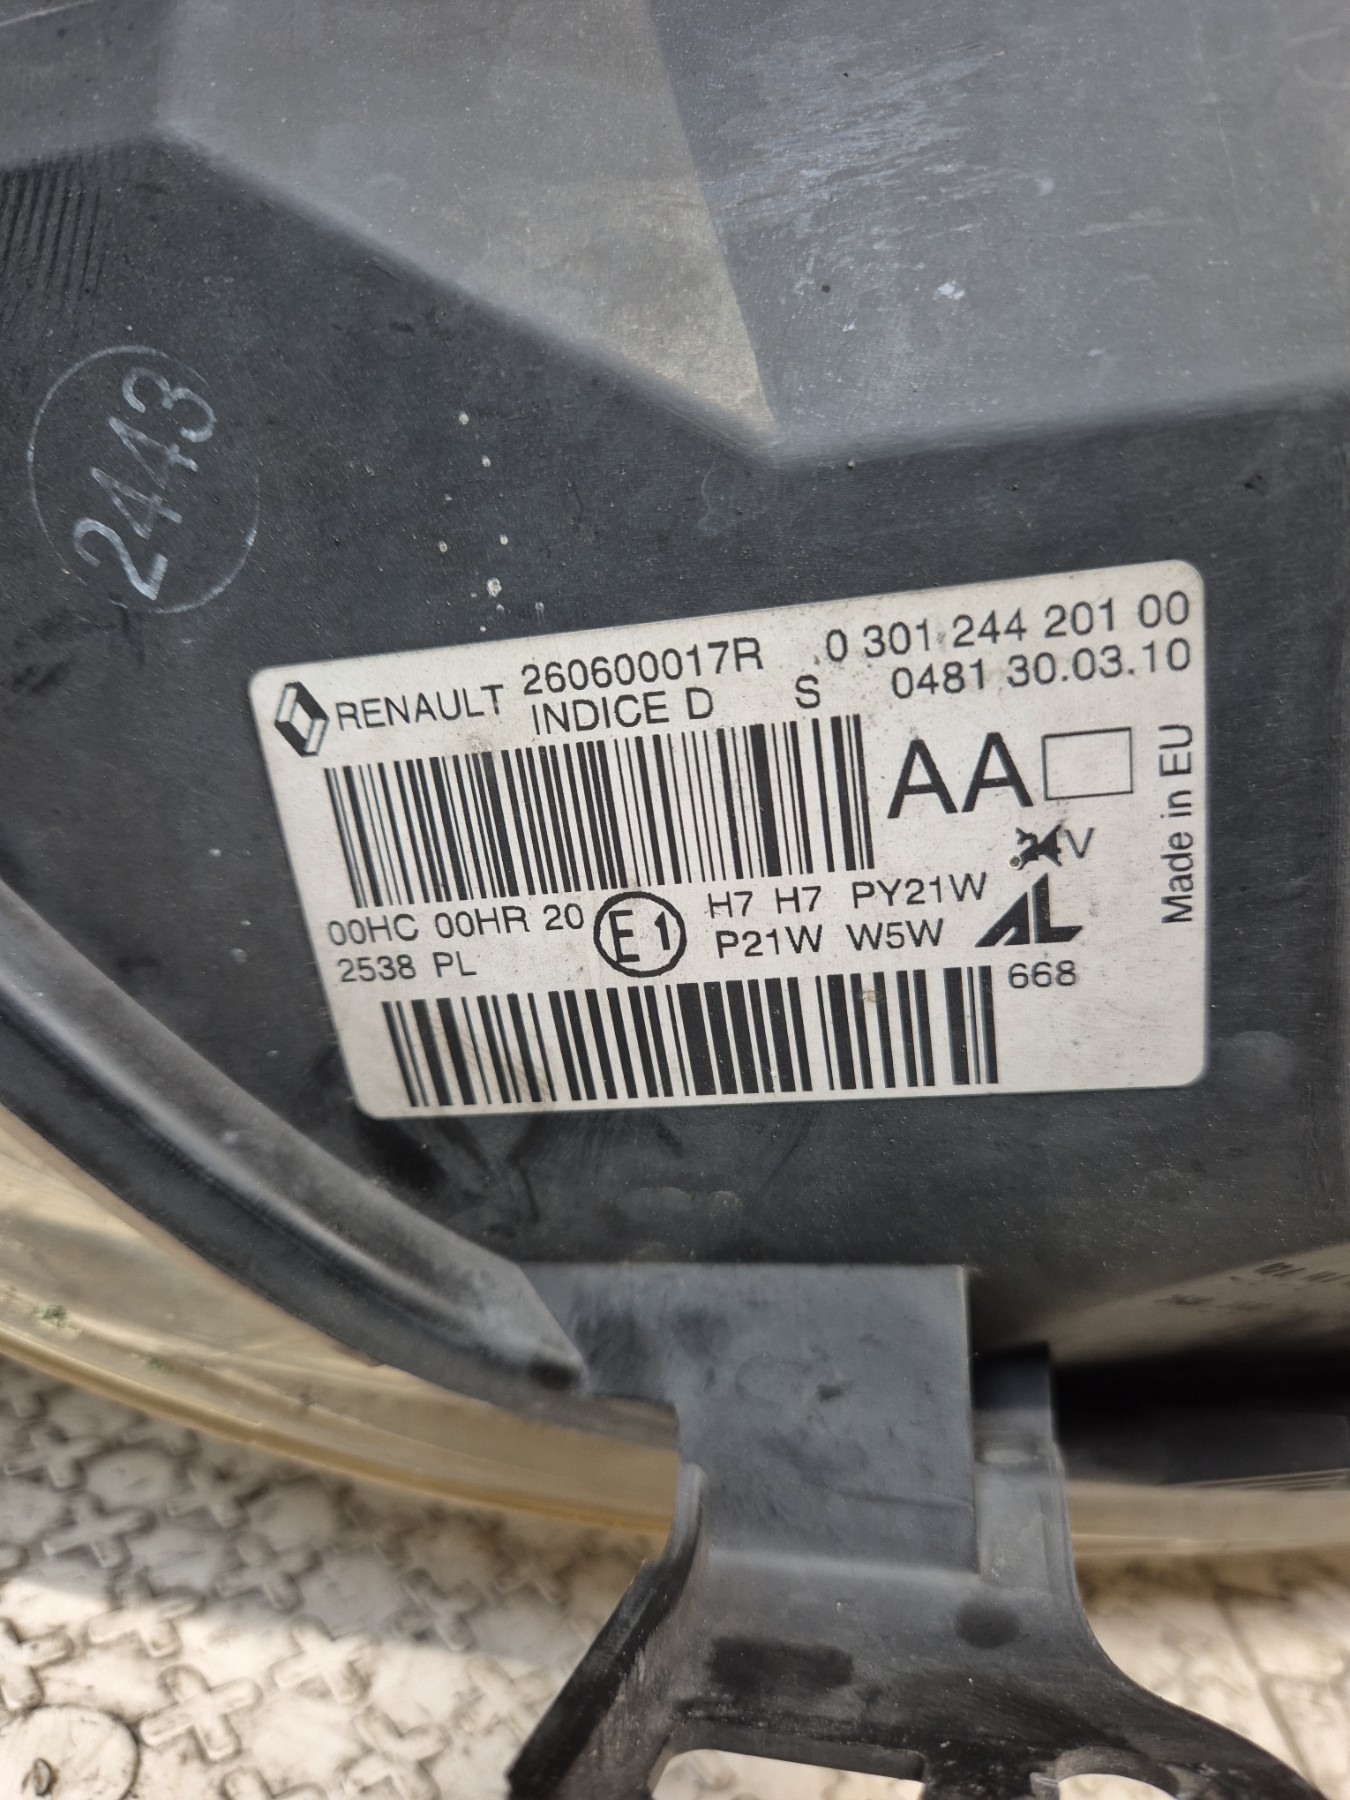 2443
RENAULT
260600017R
INDICE D
S
0 301 244 201 00
0481 30.03.10
AA
V
Made in EU
00HC 00HR 20
2538 PL
E1
H7 H7 PY21W
P21W W5W
AL
668